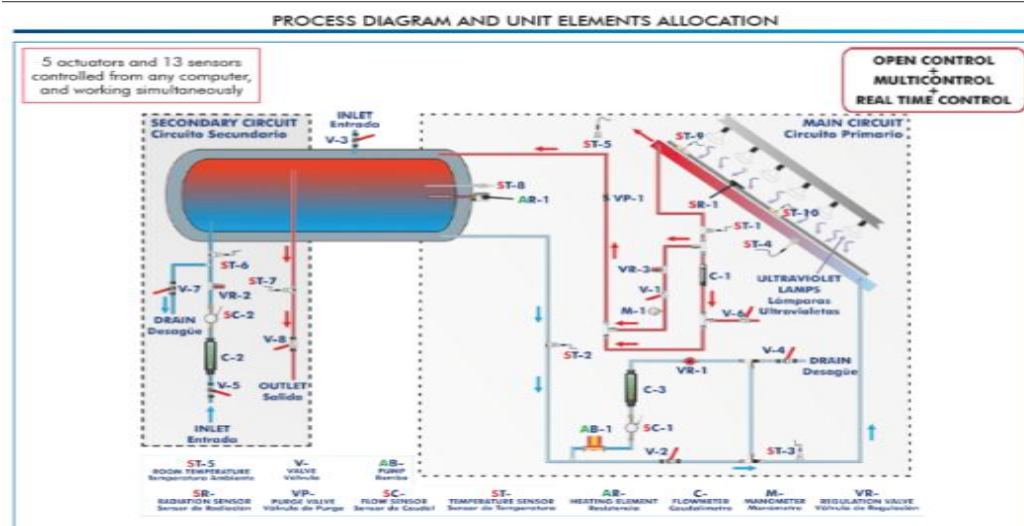 PROCESS DIAGRAM AND UNIT ELEMENTS ALLOCATION
5 actuators and 13 sensors
controlled from any computer,
and working simultaneously
OPEN CONTROL
+
MULTICONTROL
+
REAL TIME CONTROL
SECONDARY CIRCUIT
Circuito Secundario
INLET
Entrada
V-3
MAIN CIRCUIT
Circuito Primario
ST-5
ST-9
ST-8
AR-1
VP-1
SR-1
ST-10
ST-1
ST-4
ST-6
ST-7
VR-3
C-1
ULTRAVIOLET
LAMPS
Lámparas
Ultravioletas
V-7
VR-2
V-1
M-1
V-6
DRAIN
Desagüe
SC-2
V-8
C-2
ST-2
V-4
DRAIN
Desagüe
VR-1
V-5
OUTLET
Salida
C-3
INLET
Entrada
AB-1
SC-1
V-2
ST-3
ST-5
ROOM TEMPERATURE
Temperatura Ambiente
V-
VALVE
Válvula
AB-
PUMP
Bomba
SR-
RADIATION SENSOR
Sensor de Radiación
VP-
PURGE VALVE
Válvula de Purga
SC-
FLOW SENSOR
Sensor de Caudal
ST-
TEMPERATURE SENSOR
Sensor de Temperatura
AR-
HEATING ELEMENT
Resistencia
C-
FLOWMETER
Caudalímetro
M-
MANOMETER
Manómetro
VR-
REGULATION VALVE
Válvula de Regulación